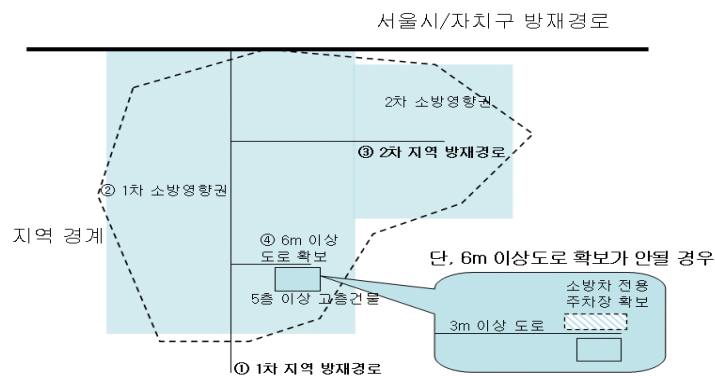 서울시/자치구 방재경로
2차 소방영향권
③ 2차 지역 방재경로
② 1차 소방영향권
지역 경계
④ 6m 이상
도로 확보
5층 이상 고층건물
단, 6m 이상도로 확보가 안될 경우
소방차 전용
주차장 확보
3m 이상 도로
① 1차 지역 방재경로